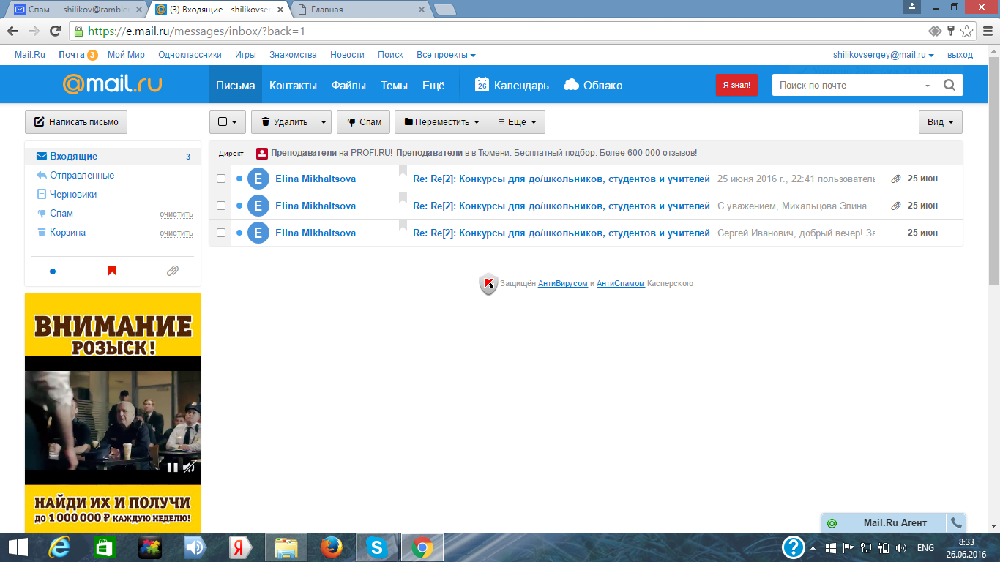 Спам — shilikov@rambler
(3) Входящие - shilikovse
Главная
https://e.mail.ru/messages/inbox/?back=1
Mail.Ru Почта 3 Мой Мир Одноклассники Игры Знакомства Новости Поиск Все проекты shilikovsergey@mail.ru выход
@mail.ru Письма Контакты Файлы Темы Ещё 26 Календарь Облако Я знал! Поиск по почте
Написать письмо Удалить Спам Переместить Ещё Вид
Входящие 3
Отправленные
Черновики
Спам очистить
Корзина очистить
Директ Преподаватели на PROFI.RU! Преподаватели в в Тюмени. Бесплатный подбор. Более 600 000 отзывов!
E Elina Mikhaltsova Re: Re[2]: Конкурсы для до/школьников, студентов и учителей 25 июня 2016 г., 22:41 пользователь 25 июн
E Elina Mikhaltsova Re: Re[2]: Конкурсы для до/школьников, студентов и учителей С уважением, Михальцова Элина 25 июн
E Elina Mikhaltsova Re: Re[2]: Конкурсы для до/школьников, студентов и учителей Сергей Иванович, добрый вечер! За 25 июн
Защищён АнтиВирусом и АнтиСпамом Касперского
ВНИМАНИЕ
РОЗЫСК!
НАЙДИ ИХ И ПОЛУЧИ
ДО 1 000 000 ₽ КАЖДУЮ НЕДЕЛЮ!
@ Mail.Ru Агент
ENG
8:33
26.06.2016